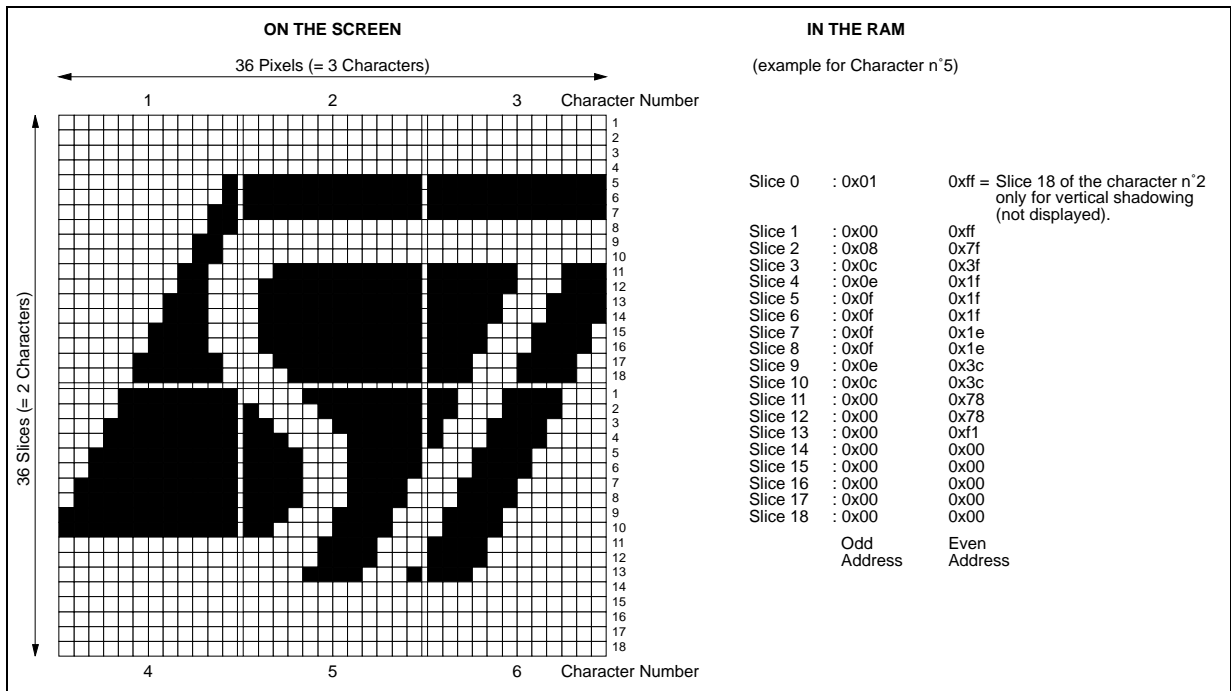 ON THE SCREEN
36 Pixels (= 3 Characters)
1 2 3 Character Number
36 Slices (= 2 Characters)
1
2
3
4
5
6
7
8
9
10
11
12
13
14
15
16
17
18
1
2
3
4
5
6
7
8
9
10
11
12
13
14
15
16
17
18
4 5 6 Character Number
IN THE RAM
(example for Character n°5)
Slice 0 : 0x01 0xff = Slice 18 of the character n°2
only for vertical shadowing
(not displayed).
Slice 1 : 0x00 0xff
Slice 2 : 0x08 0x7f
Slice 3 : 0x0c 0x3f
Slice 4 : 0x0e 0x1f
Slice 5 : 0x0f 0x1f
Slice 6 : 0x0f 0x1f
Slice 7 : 0x0f 0x1e
Slice 8 : 0x0f 0x1e
Slice 9 : 0x0e 0x3c
Slice 10 : 0x0c 0x3c
Slice 11 : 0x00 0x78
Slice 12 : 0x00 0x78
Slice 13 : 0x00 0xf1
Slice 14 : 0x00 0x00
Slice 15 : 0x00 0x00
Slice 16 : 0x00 0x00
Slice 17 : 0x00 0x00
Slice 18 : 0x00 0x00
Odd Even
Address Address